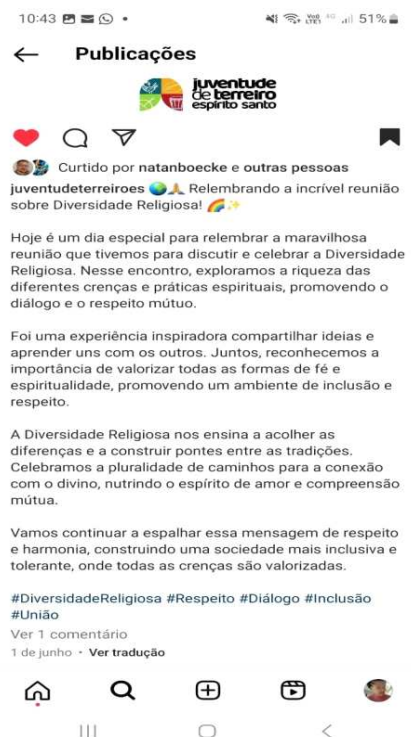 10:43
51%
Publicações
juventude
de terreiro
espírito santo
Curtido por natanboecke e outras pessoas
juventudeterreiroes 🌍🙏 Relembrando a incrível reunião
sobre Diversidade Religiosa! 🌈✨
Hoje é um dia especial para relembrar a maravilhosa
reunião que tivemos para discutir e celebrar a Diversidade
Religiosa. Nesse encontro, exploramos a riqueza das
diferentes crenças e práticas espirituais, promovendo o
diálogo e o respeito mútuo.
Foi uma experiência inspiradora compartilhar ideias e
aprender uns com os outros. Juntos, reconhecemos a
importância de valorizar todas as formas de fé e
espiritualidade, promovendo um ambiente de inclusão e
respeito.
A Diversidade Religiosa nos ensina a acolher as
diferenças e a construir pontes entre as tradições.
Celebramos a pluralidade de caminhos para a conexão
com o divino, nutrindo o espírito de amor e compreensão
mútua.
Vamos continuar a espalhar essa mensagem de respeito
e harmonia, construindo uma sociedade mais inclusiva e
tolerante, onde todas as crenças são valorizadas.
#DiversidadeReligiosa #Respeito #Diálogo #Inclusão
#União
Ver 1 comentário
1 de junho • Ver tradução